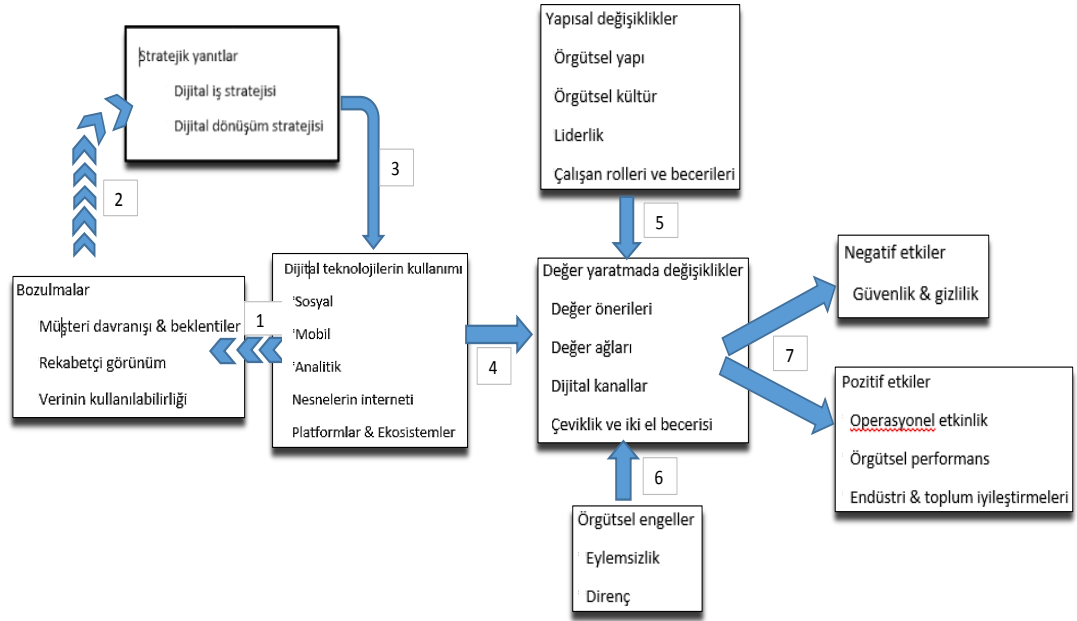 Stratejik yanıtlar
Dijital iş stratejisi
Dijital dönüşüm stratejisi
Yapısal değişiklikler
Örgütsel yapı
Örgütsel kültür
Liderlik
Çalışan rolleri ve becerileri
2
3
5
Bozulmalar
Müşteri davranışı & beklentiler
Rekabetçi görünüm
Verinin kullanılabilirliği
1
Dijital teknolojilerin kullanımı
Sosyal
Mobil
Analitik
Nesnelerin interneti
Platformlar & Ekosistemler
4
Değer yaratmada değişiklikler
Değer önerileri
Değer ağları
Dijital kanallar
Çeviklik ve iki el becerisi
7
Negatif etkiler
Güvenlik & gizlilik
Pozitif etkiler
Operasyonel etkinlik
Örgütsel performans
Endüstri & toplum iyileştirmeleri
6
Örgütsel engeller
Eylemsizlik
Direnç